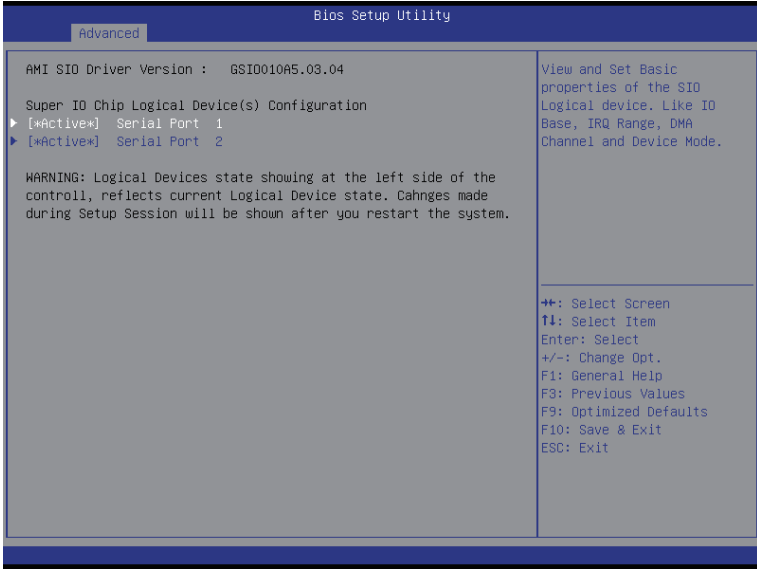 Bios Setup Utility
Advanced
AMI SIO Driver Version : GSIO010A5.03.04
Super IO Chip Logical Device(s) Configuration
[*Active*] Serial Port 1
[*Active*] Serial Port 2
WARNING: Logical Devices state showing at the left side of the
controll, reflects current Logical Device state. Cahnges made
during Setup Session will be shown after you restart the system.
View and Set Basic
properties of the SIO
Logical device. Like IO
Base, IRQ Range, DMA
Channel and Device Mode.
→←: Select Screen
↑↓: Select Item
Enter: Select
+/-: Change Opt.
F1: General Help
F3: Previous Values
F9: Optimized Defaults
F10: Save & Exit
ESC: Exit